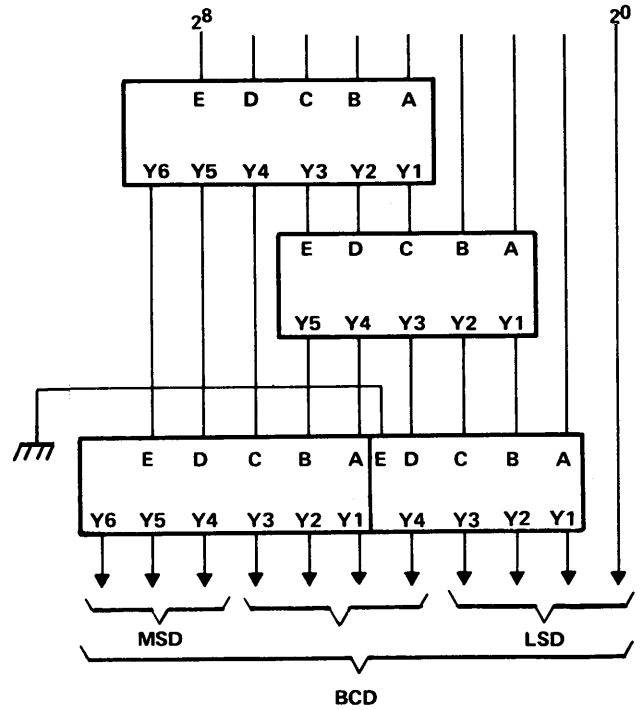 2⁸ 2⁰
E D C B A
Y6 Y5 Y4 Y3 Y2 Y1
E D C B A
Y5 Y4 Y3 Y2 Y1
E D C B A E D C B A
Y6 Y5 Y4 Y3 Y2 Y1 Y4 Y3 Y2 Y1
MSD LSD
BCD